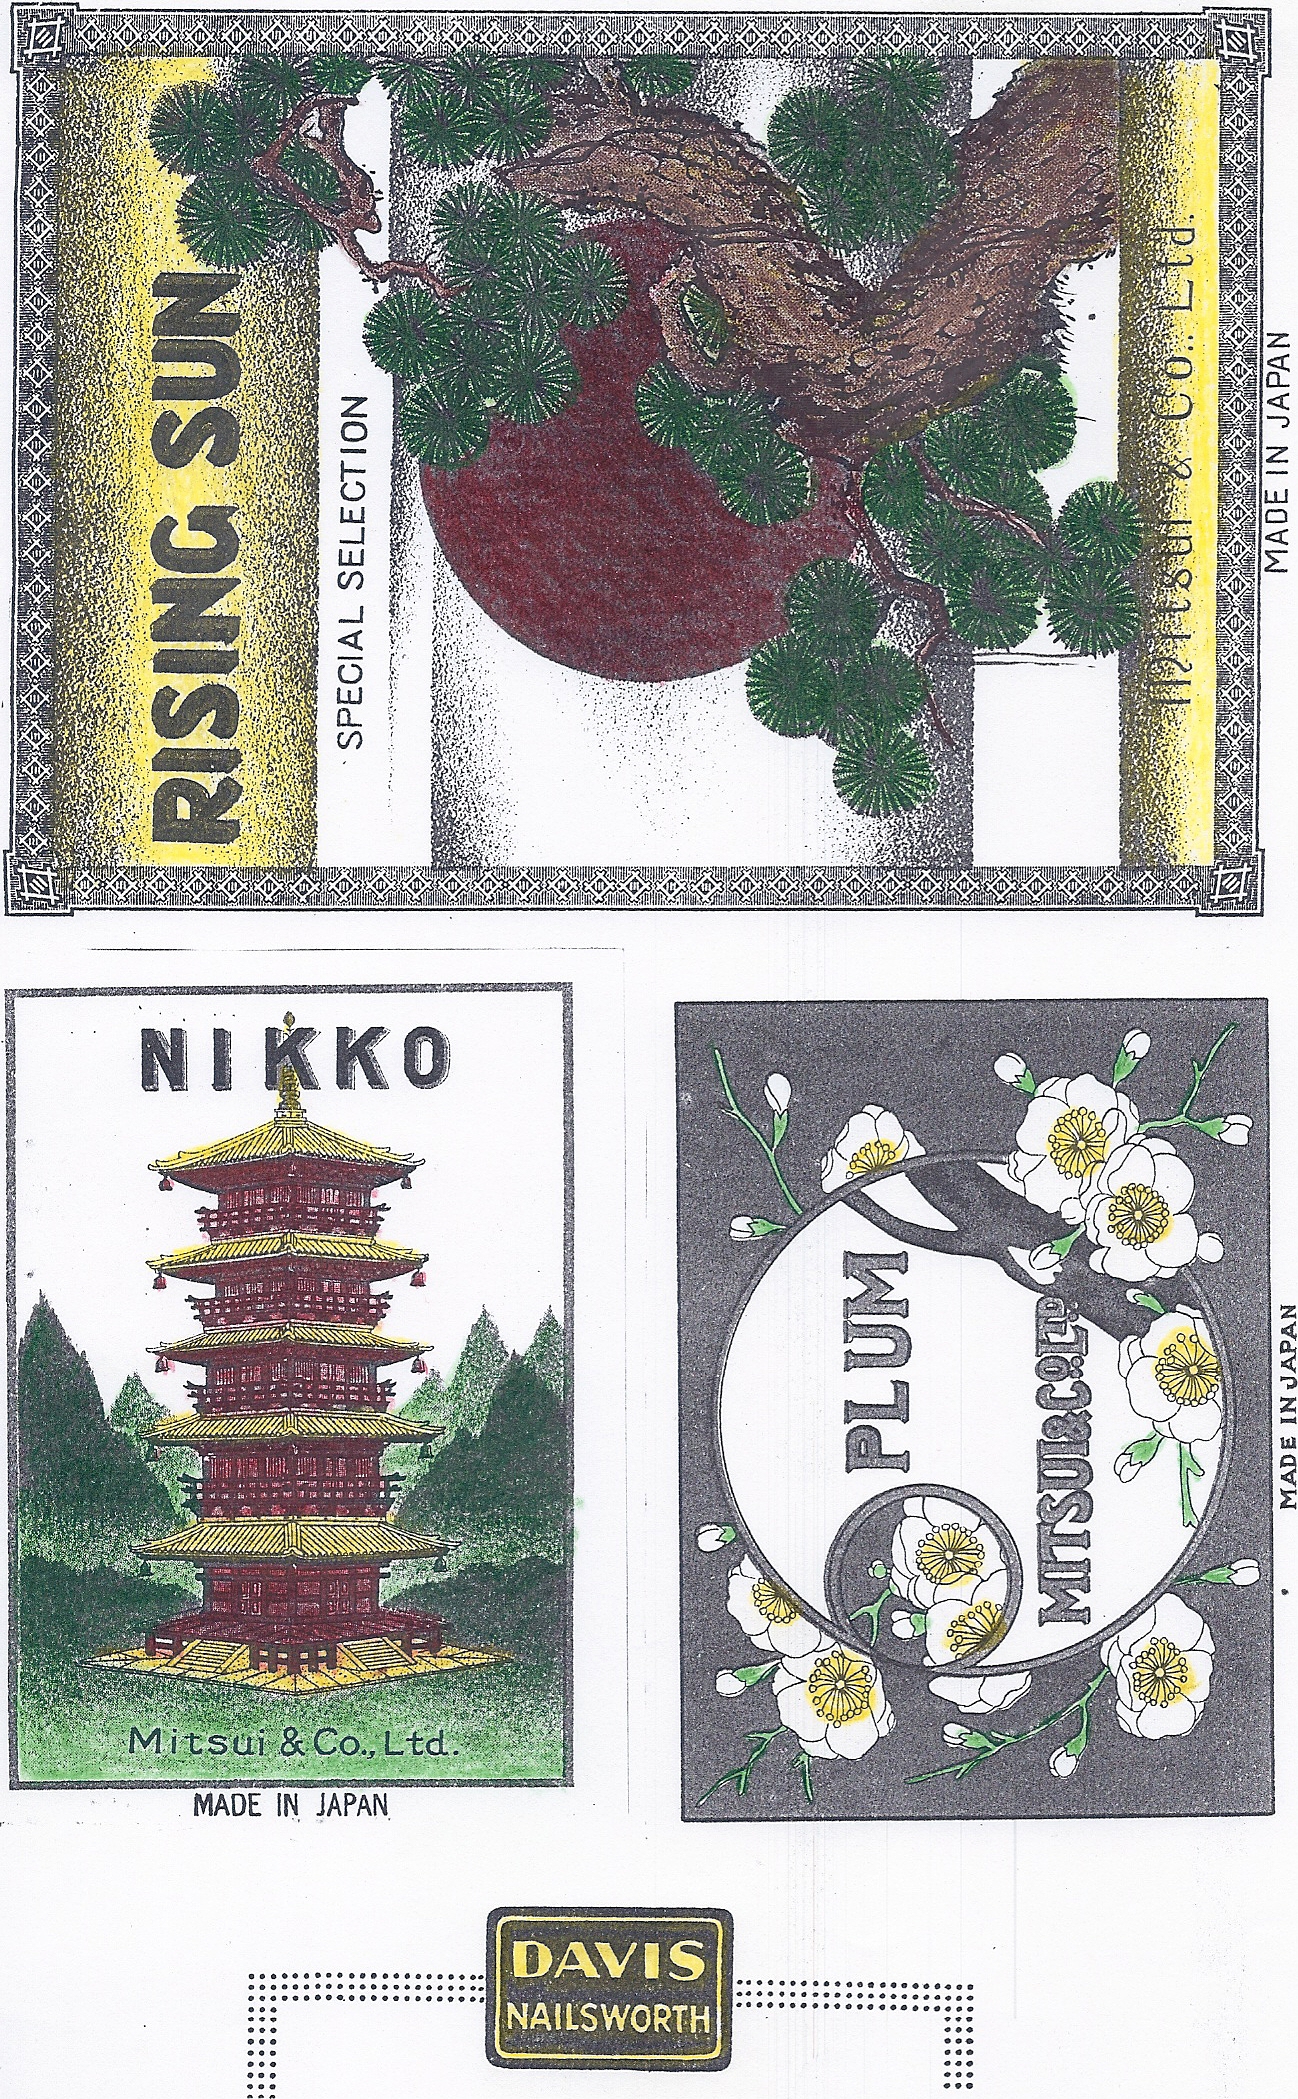 RISING SUN
SPECIAL SELECTION
Mitsui & Co., Ltd.
MADE IN JAPAN
NIKKO
Mitsui & Co., Ltd.
MADE IN JAPAN
PLUM
MITSUI & CO. LTD.
MADE IN JAPAN
DAVIS
NAILSWORTH